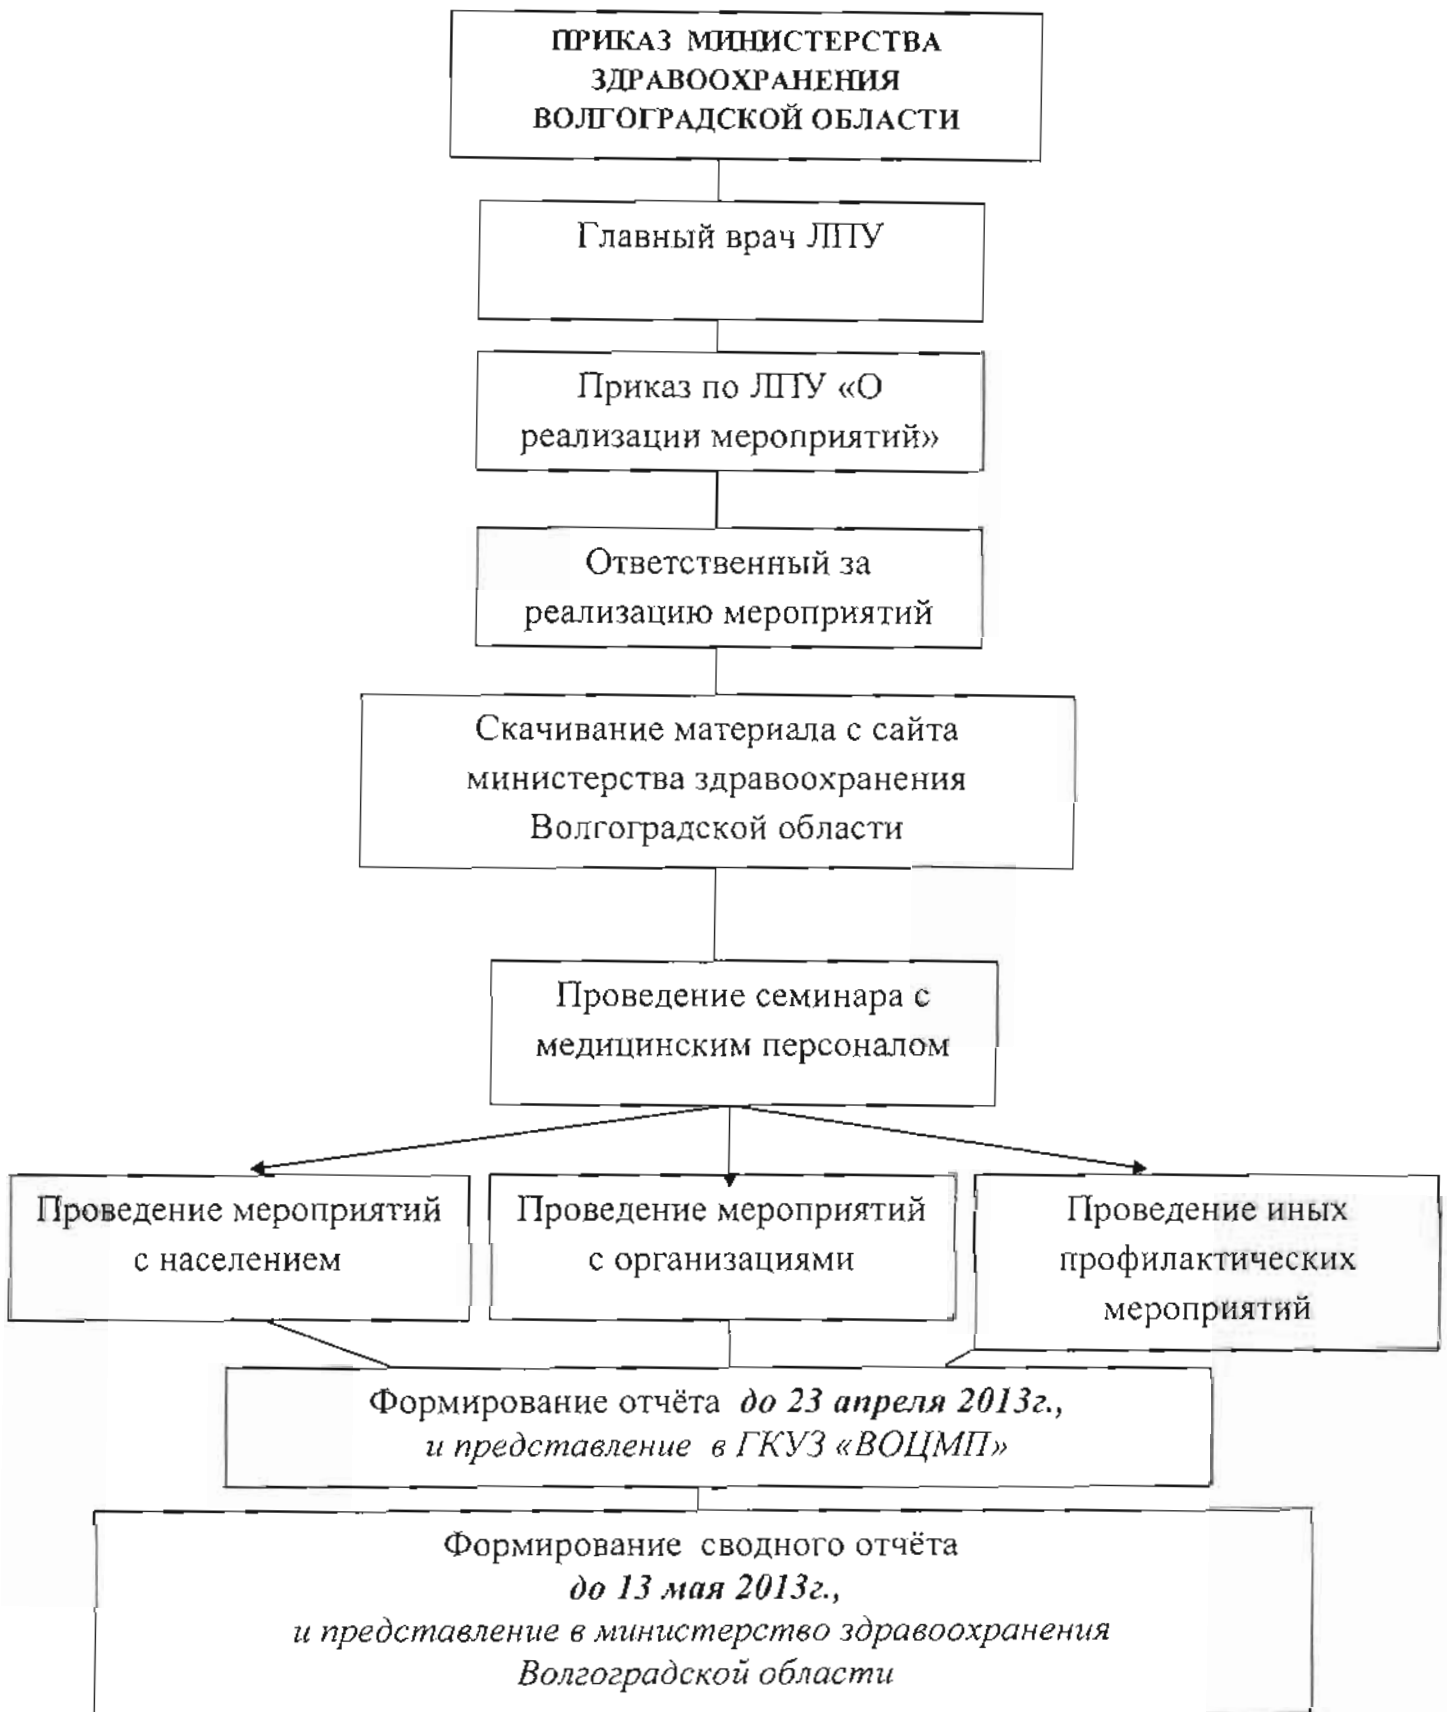 ПРИКАЗ МИНИСТЕРСТВА
ЗДРАВООХРАНЕНИЯ
ВОЛГОГРАДСКОЙ ОБЛАСТИ
Главный врач ЛПУ
Приказ по ЛПУ «О
реализации мероприятий»
Ответственный за
реализацию мероприятий
Скачивание материала с сайта
министерства здравоохранения
Волгоградской области
Проведение семинара с
медицинским персоналом
Проведение мероприятий
с населением
Проведение мероприятий
с организациями
Проведение иных
профилактических
мероприятий
Формирование отчёта до 23 апреля 2013г.,
и представление в ГКУЗ «ВОЦМП»
Формирование сводного отчёта
до 13 мая 2013г.,
и представление в министерство здравоохранения
Волгоградской области